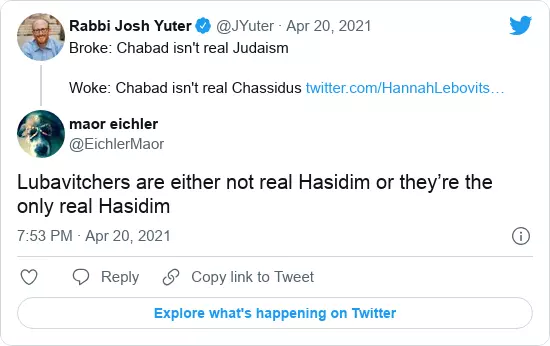 Rabbi Josh Yuter @JYuter · Apr 20, 2021
Broke: Chabad isn't real Judaism
Woke: Chabad isn't real Chassidus twitter.com/HannahLebovits…
maor eichler
@EichlerMaor
Lubavitchers are either not real Hasidim or they’re the
only real Hasidim
7:53 PM · Apr 20, 2021
Reply Copy link to Tweet
Explore what's happening on Twitter